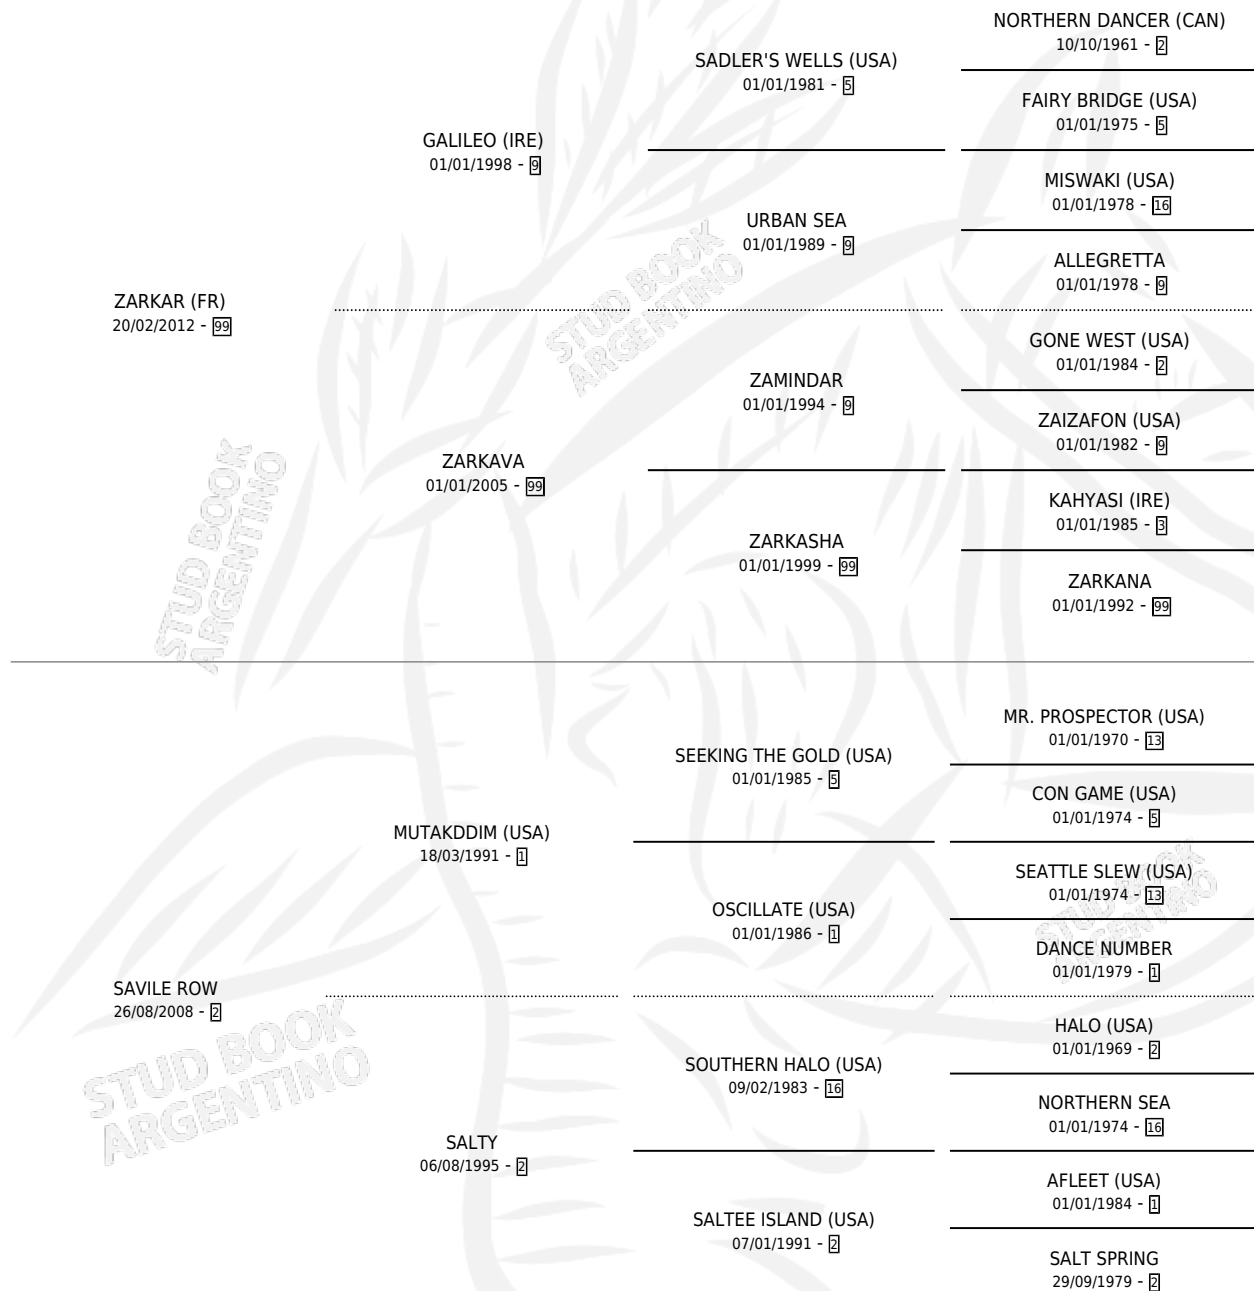 NORTHERN DANCER (CAN)
10/10/1961 - 2
SADLER'S WELLS (USA)
01/01/1981 - 5
FAIRY BRIDGE (USA)
01/01/1975 - 5
GALILEO (IRE)
01/01/1998 - 9
MISWAKI (USA)
01/01/1978 - 16
URBAN SEA
01/01/1989 - 9
ALLEGRETTA
01/01/1978 - 9
ZARKAR (FR)
20/02/2012 - 99
GONE WEST (USA)
01/01/1984 - 2
ZAMINDAR
01/01/1994 - 9
ZAIZAFON (USA)
01/01/1982 - 9
ZARKAVA
01/01/2005 - 99
KAHYASI (IRE)
01/01/1985 - 3
ZARKASHA
01/01/1999 - 99
ZARKANA
01/01/1992 - 99
MR. PROSPECTOR (USA)
01/01/1970 - 13
SEEKING THE GOLD (USA)
01/01/1985 - 5
CON GAME (USA)
01/01/1974 - 5
MUTAKDDIM (USA)
18/03/1991 - 1
SEATTLE SLEW (USA)
01/01/1974 - 13
OSCILLATE (USA)
01/01/1986 - 1
DANCE NUMBER
01/01/1979 - 1
SAVILE ROW
26/08/2008 - 2
HALO (USA)
01/01/1969 - 2
SOUTHERN HALO (USA)
09/02/1983 - 16
NORTHERN SEA
01/01/1974 - 16
SALTY
06/08/1995 - 2
AFLEET (USA)
01/01/1984 - 1
SALTEE ISLAND (USA)
07/01/1991 - 2
SALT SPRING
29/09/1979 - 2
STUD BOOK
ARGENTINO
STUD BOOK
ARGENTINO
STUD BOOK
ARGENTINO
STUD BOOK
ARGENTINO